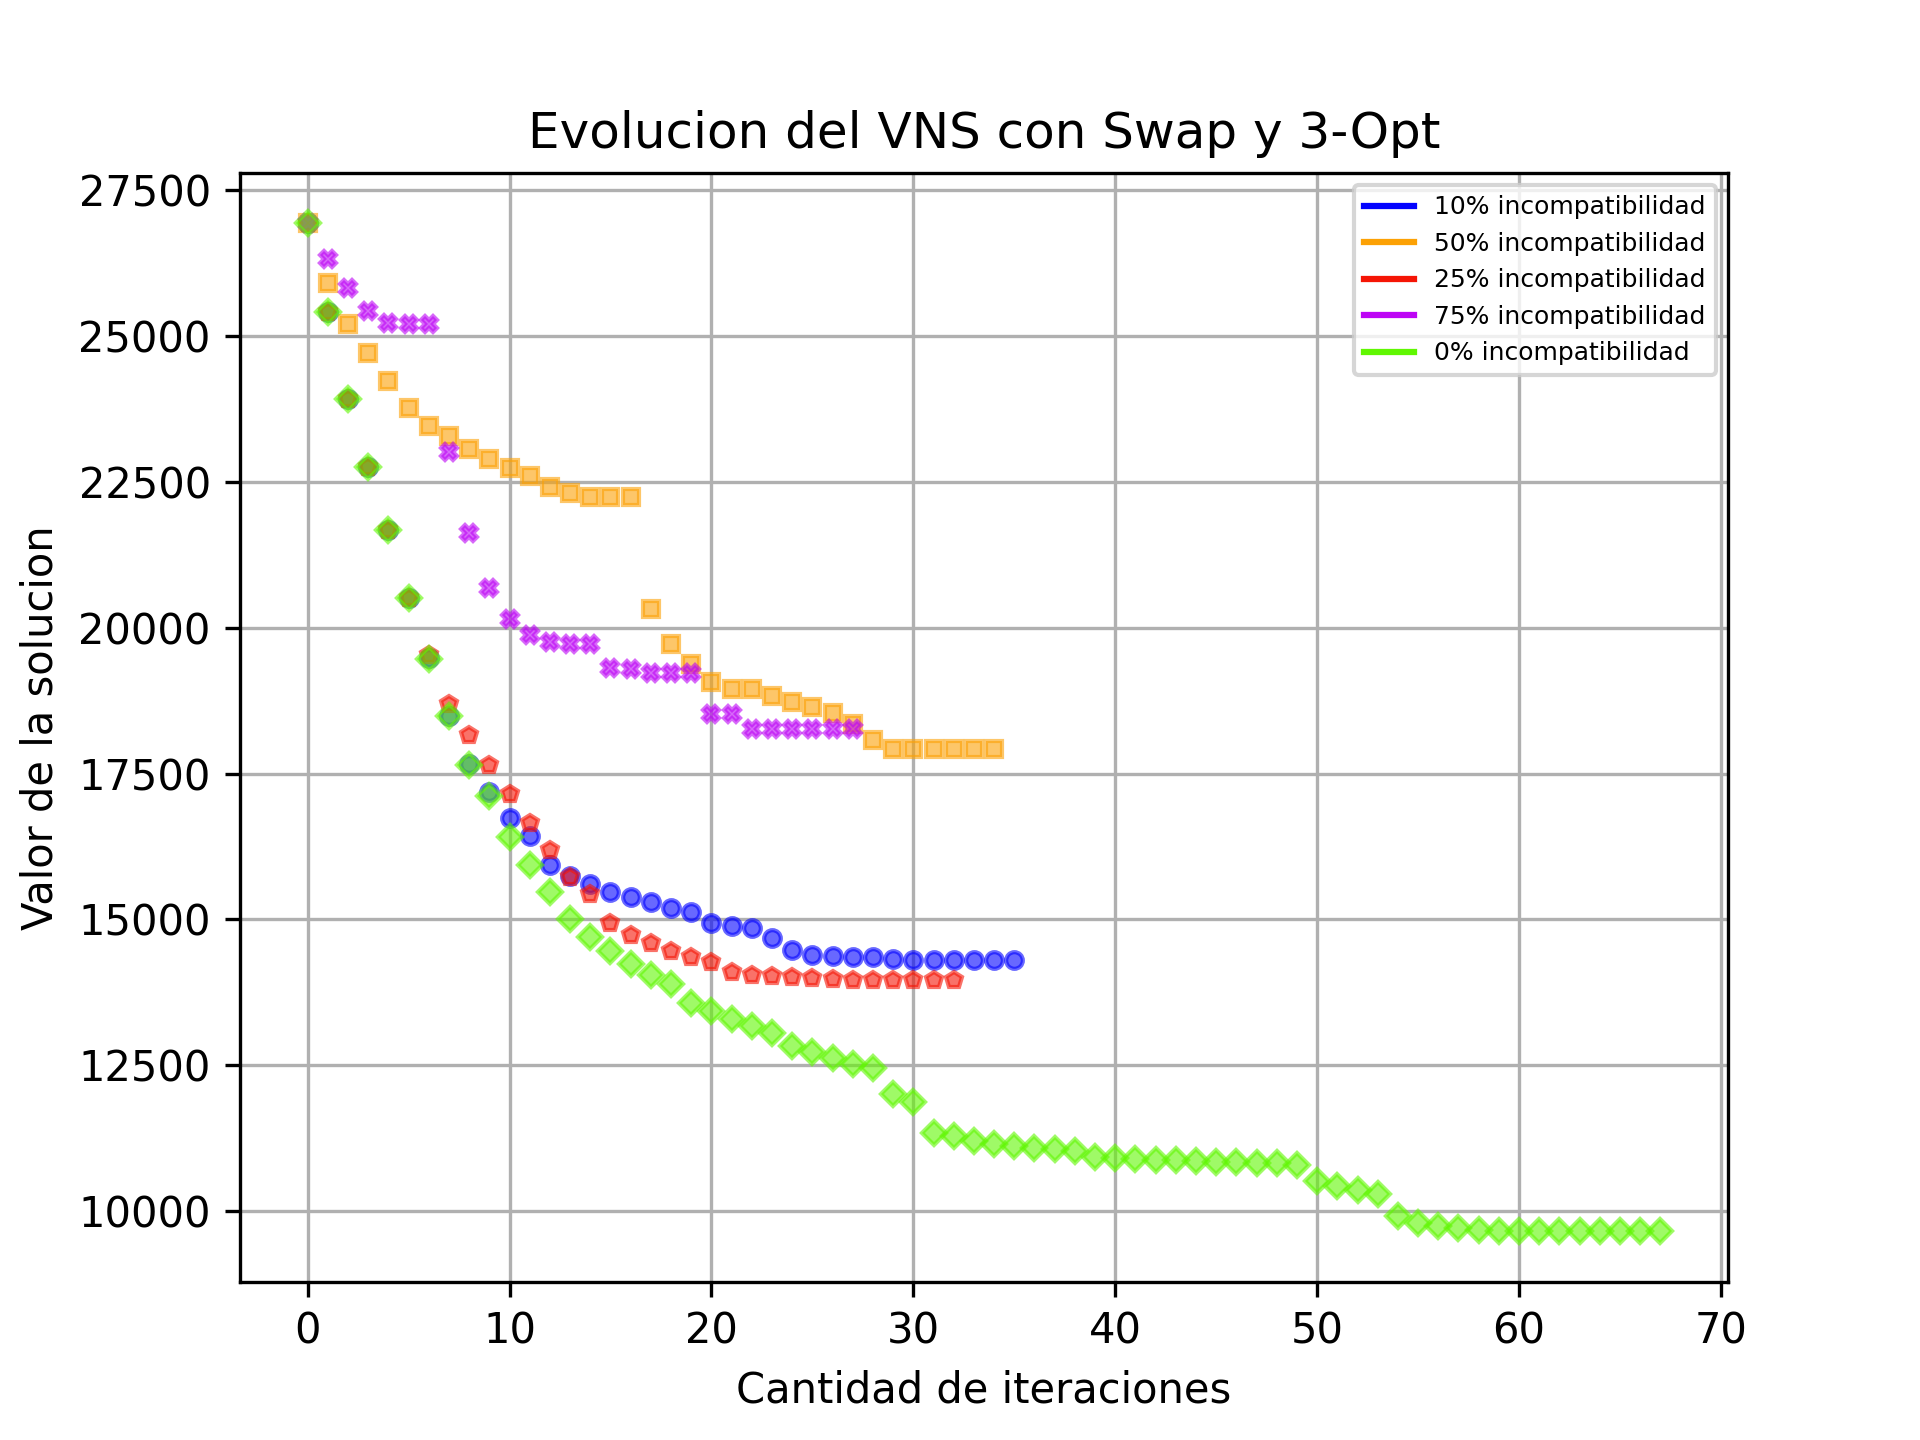 Evolucion del VNS con Swap y 3-Opt
27500
25000
22500
20000
17500
15000
12500
10000
Valor de la solucion
10% incompatibilidad
50% incompatibilidad
25% incompatibilidad
75% incompatibilidad
0% incompatibilidad
0 10 20 30 40 50 60 70
Cantidad de iteraciones